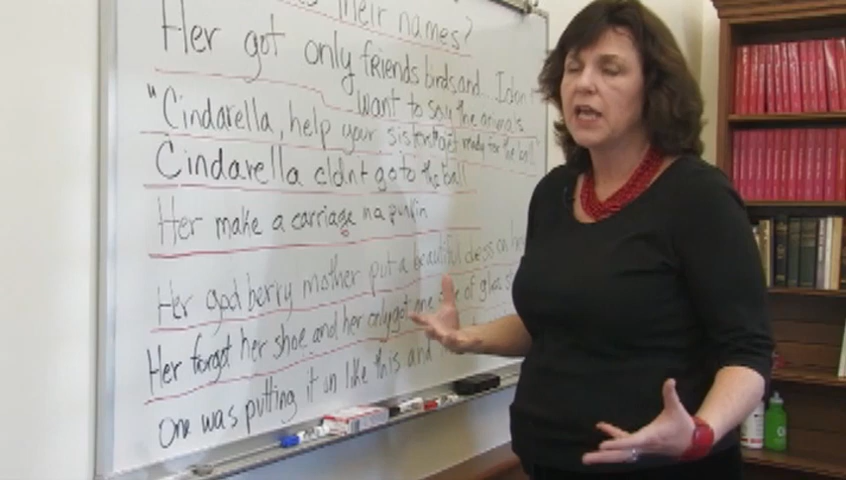 their names?
Her got only friends birds and... I don
want to say the animals
"Cindarella, help your sisters to get ready for the ball"
Cindarella cldnt go to the ball
Her make a carriage in a punkin
Her god berry mother put a beautiful dress on
Her forgot her shoe and her only got one of glass
one was putting it on like this and